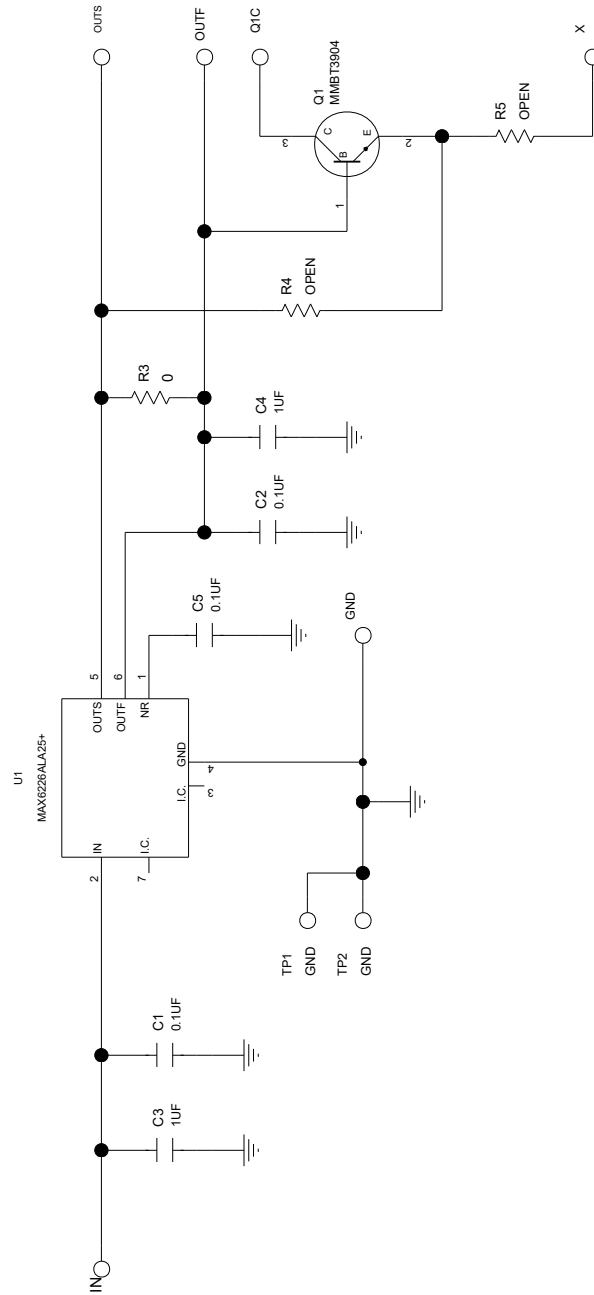 IN
C3
1UF
C1
0.1UF
U1
MAX6226ALA25+
2
IN
7
I.C.
I.C.
3
GND
4
OUTS
5
OUTF
6
NR
1
C5
0.1UF
C2
0.1UF
C4
1UF
R3
0
R4
OPEN
Q1
MMBT3904
1
B
C
3
E
2
R5
OPEN
OUTS
OUTF
Q1C
X
TP1
GND
TP2
GND
GND